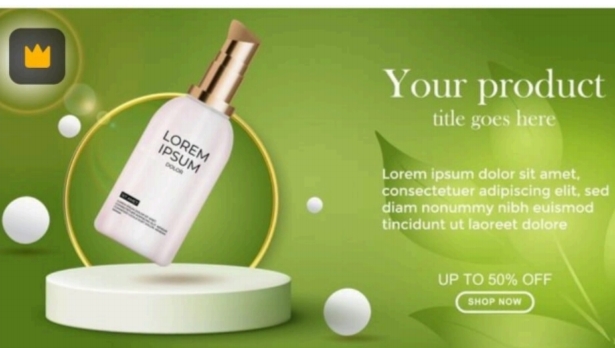 LOREM
IPSUM
DOLOR
Your product
title goes here
Lorem ipsum dolor sit amet,
consectetuer adipiscing elit, sed
diam nonummy nibh euismod
tincidunt ut laoreet dolore
UP TO 50% OFF
SHOP NOW